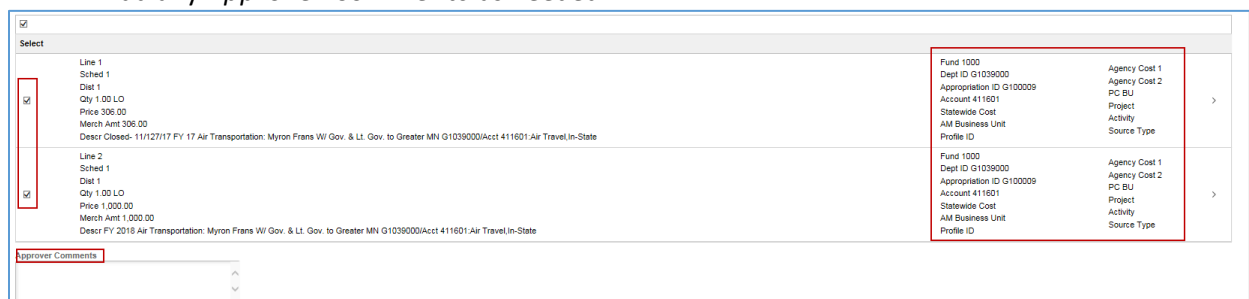 Select
Line 1
Sched 1
Dist 1
Qty 1.00 LO
Price 306.00
Merch Amt 306.00
Descr Closed- 11/127/17 FY 17 Air Transportation: Myron Frans W/ Gov. & Lt. Gov. to Greater MN G1039000/Acct 411601:Air Travel,In-State
Fund 1000
Dept ID G1039000
Appropriation ID G100009
Account 411601
Statewide Cost
AM Business Unit
Profile ID
Agency Cost 1
Agency Cost 2
PC BU
Project
Activity
Source Type
Line 2
Sched 1
Dist 1
Qty 1.00 LO
Price 1,000.00
Merch Amt 1,000.00
Descr FY 2018 Air Transportation: Myron Frans W/ Gov. & Lt. Gov. to Greater MN G1039000/Acct 411601:Air Travel,In-State
Fund 1000
Dept ID G1039000
Appropriation ID G100009
Account 411601
Statewide Cost
AM Business Unit
Profile ID
Agency Cost 1
Agency Cost 2
PC BU
Project
Activity
Source Type
Approver Comments